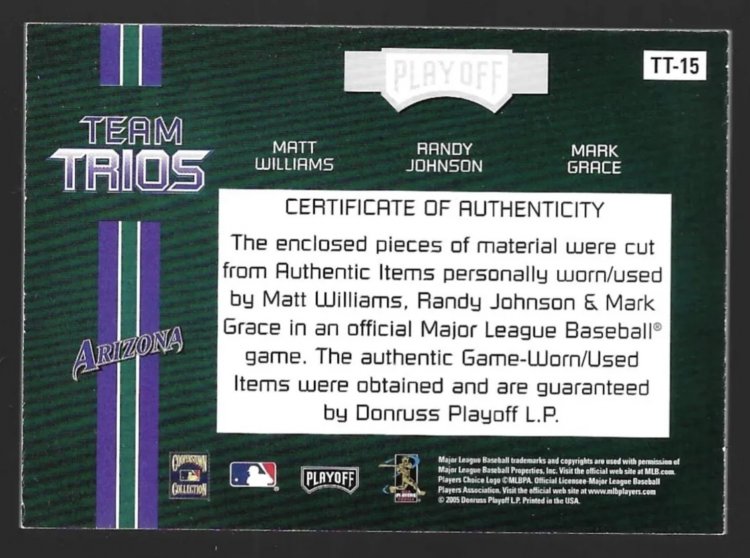 PLAYOFF
TT-15
TEAM
TRIOS
MATT
WILLIAMS
RANDY
JOHNSON
MARK
GRACE
CERTIFICATE OF AUTHENTICITY
The enclosed pieces of material were cut
from Authentic Items personally worn/used
by Matt Williams, Randy Johnson & Mark
Grace in an official Major League Baseball®
game. The authentic Game-Worn/Used
Items were obtained and are guaranteed
by Donruss Playoff L.P.
ARIZONA
COOPERSTOWN
COLLECTION
PLAYOFF
PLAYERS
CHOICE
Major League Baseball trademarks and copyrights are used with permission of
Major League Baseball Properties, Inc. Visit the official web site at MLB.com.
Players Choice Logo ©MLBPA. Official Licensee-Major League Baseball
Players Association. Visit the official web site at www.mlbplayers.com
© 2005 Donruss Playoff L.P. Printed in the USA.